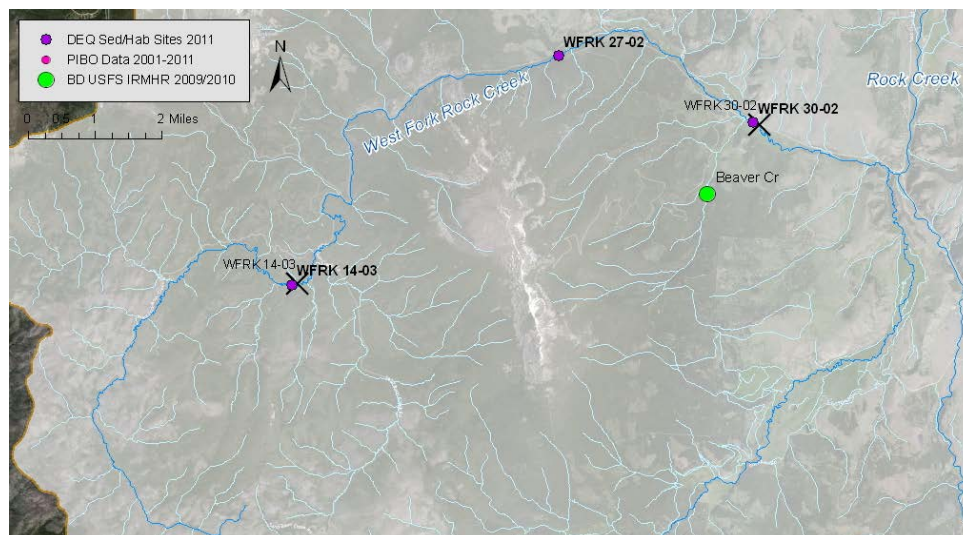 DEQ Sed/Hab Sites 2011
PIBO Data 2001-2011
BD USFS IRMHR 2009/2010
N
0 0.5 1 2 Miles
WFRK 27-02
Rock Creek
West Fork Rock Creek
WFRK 30-02
WFRK 30-02
Beaver Cr
WFRK 14-03
WFRK 14-03